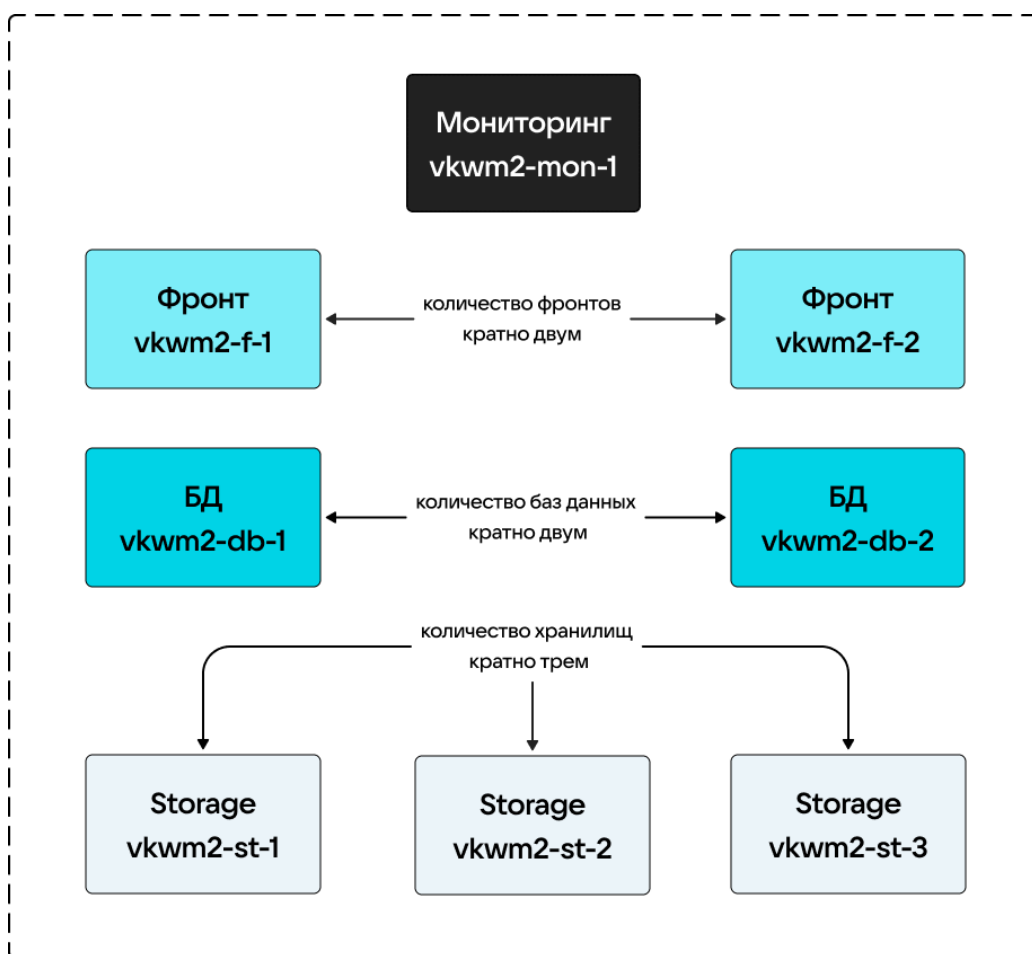 Мониторинг
vkwm2-mon-1
Фронт
vkwm2-f-1
количество фронтов
кратно двум
Фронт
vkwm2-f-2
БД
vkwm2-db-1
количество баз данных
кратно двум
БД
vkwm2-db-2
количество хранилищ
кратно трем
Storage
vkwm2-st-1
Storage
vkwm2-st-2
Storage
vkwm2-st-3